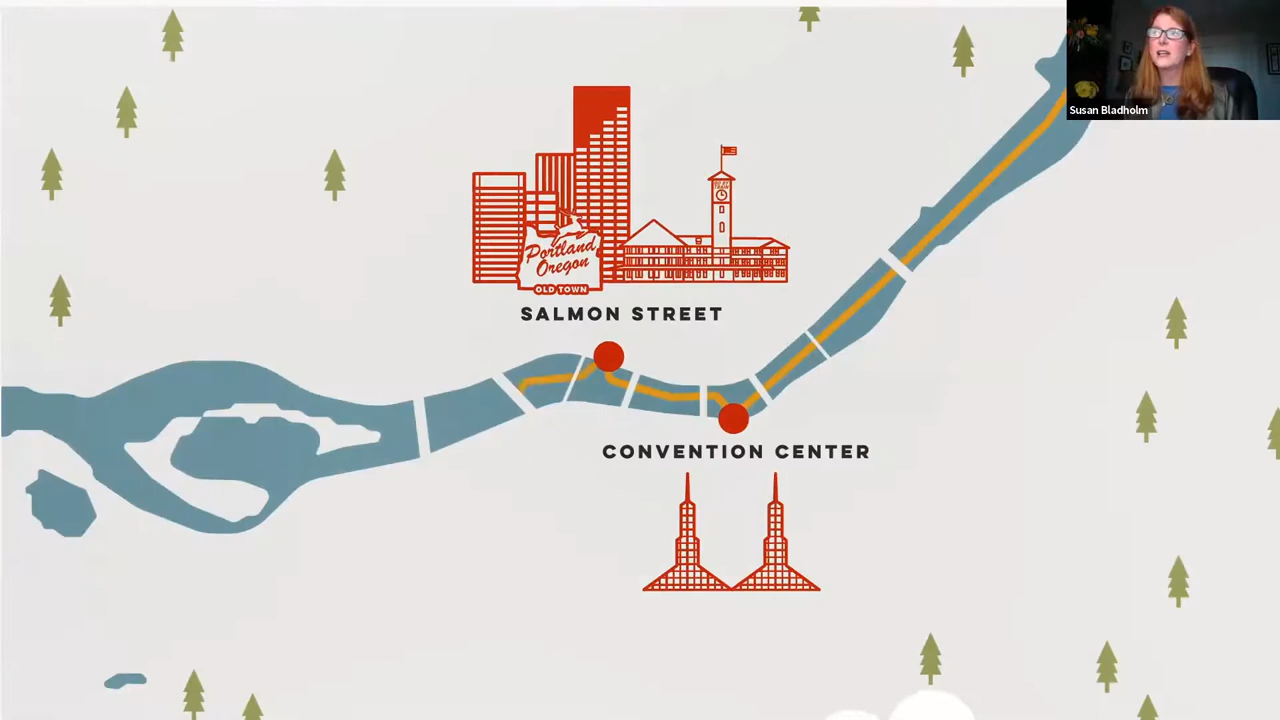 Susan Bladholm
Portland
Oregon
OLD TOWN
SALMON STREET
CONVENTION CENTER